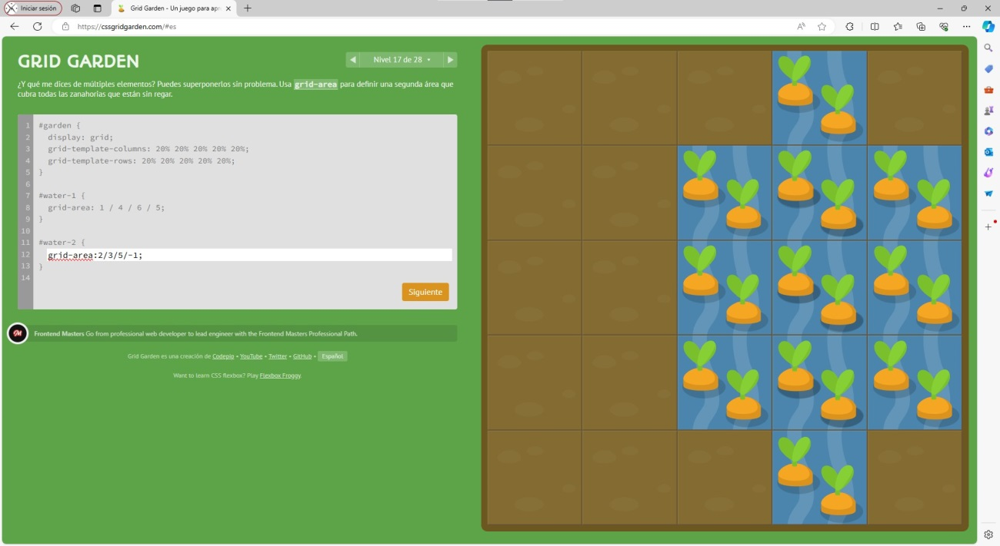 Iniciar sesión
Grid Garden - Un juego para apr
https://cssgridgarden.com/#es
GRID GARDEN
Nivel 17 de 28
¿Y qué me dices de múltiples elementos? Puedes superponerlos sin problema. Usa grid-area para definir una segunda área que
cubra todas las zanahorias que están sin regar.
1 #garden {
2 display: grid;
3 grid-template-columns: 20% 20% 20% 20% 20%;
4 grid-template-rows: 20% 20% 20% 20% 20%;
5 }
6
7 #water-1 {
8 grid-area: 1 / 4 / 6 / 5;
9 }
10
11 #water-2 {
12 grid-area:2/3/5/-1;
13 }
14
Siguiente
Frontend Masters Go from professional web developer to lead engineer with the Frontend Masters Professional Path.
Grid Garden es una creación de Codepip • YouTube • Twitter • GitHub • Español
Want to learn CSS flexbox? Play Flexbox Froggy.